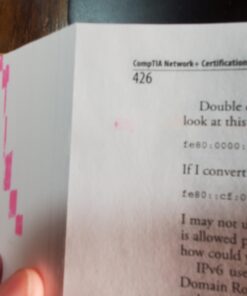 CompTIA Network+ Certification
426
Double
look at this
fe80:0000:
If I convert
fe80::cf:0
I may not u
is allowed p
how could y
IPv6 use
Domain Ro